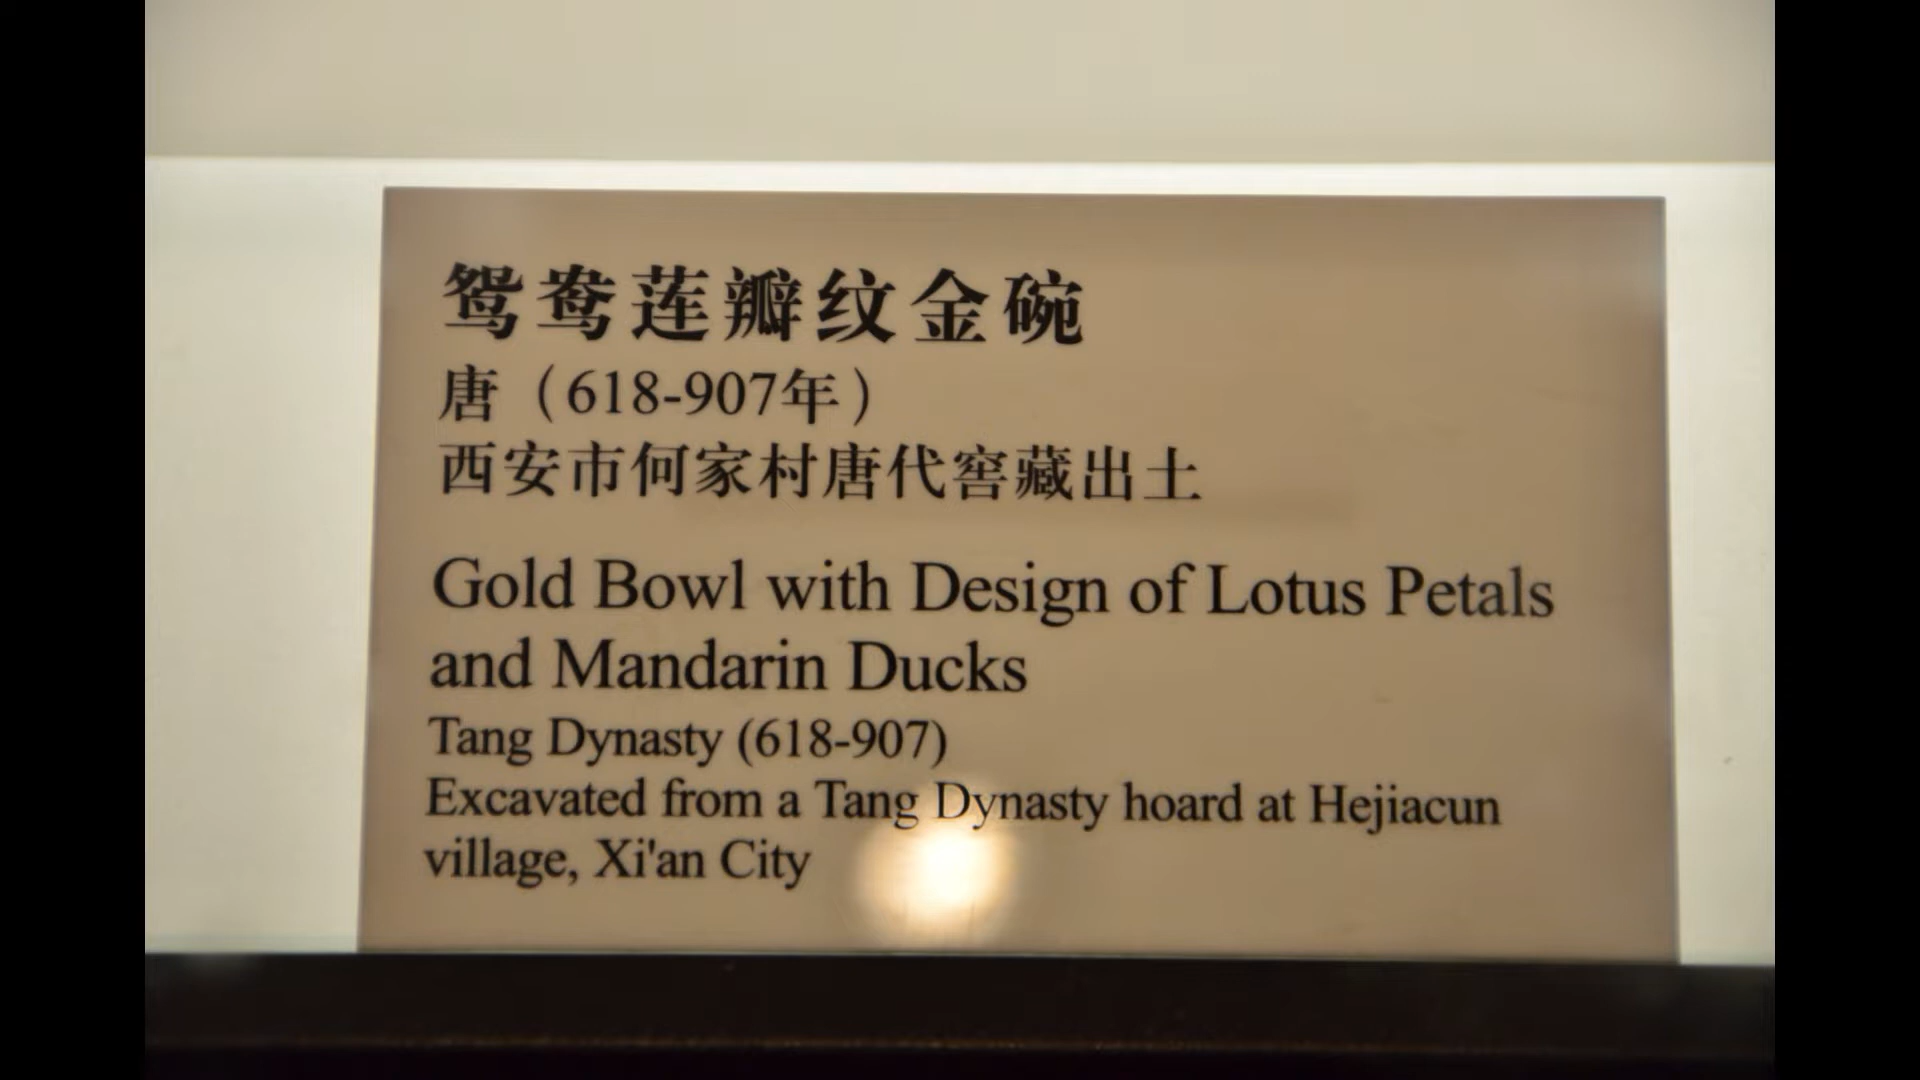 鸳鸯莲瓣纹金碗
唐（618-907年）
西安市何家村唐代窖藏出土
Gold Bowl with Design of Lotus Petals
and Mandarin Ducks
Tang Dynasty (618-907)
Excavated from a Tang Dynasty hoard at Hejiacun
village, Xi'an City